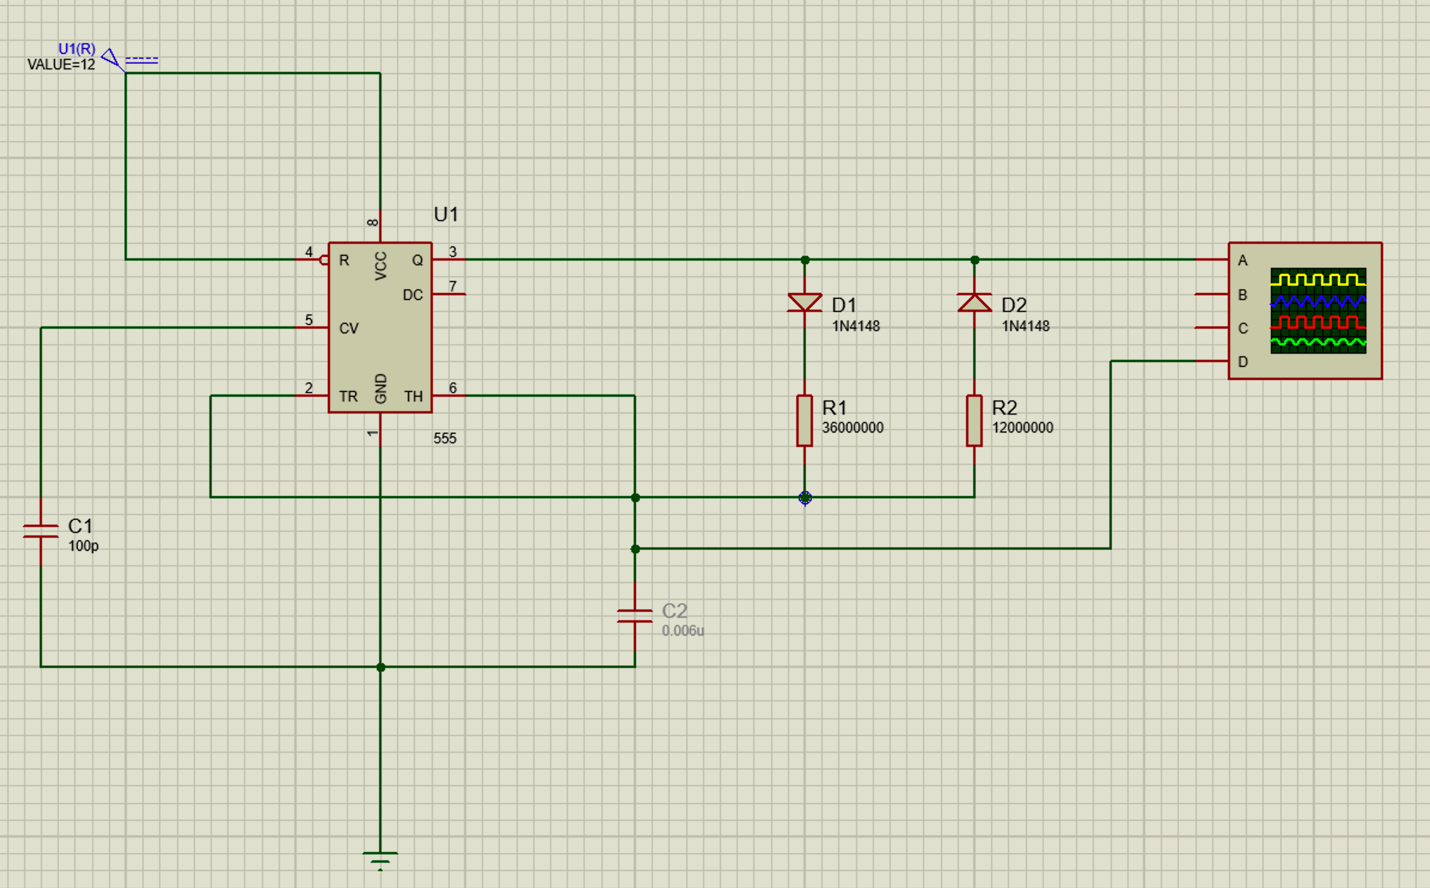 U1(R)
VALUE=12
U1
8
4
R
VCC
Q
3
DC
7
5
CV
2
TR
GND
TH
6
1
555
D1
1N4148
D2
1N4148
A
B
C
D
R1
36000000
R2
12000000
C1
100p
C2
0.006u